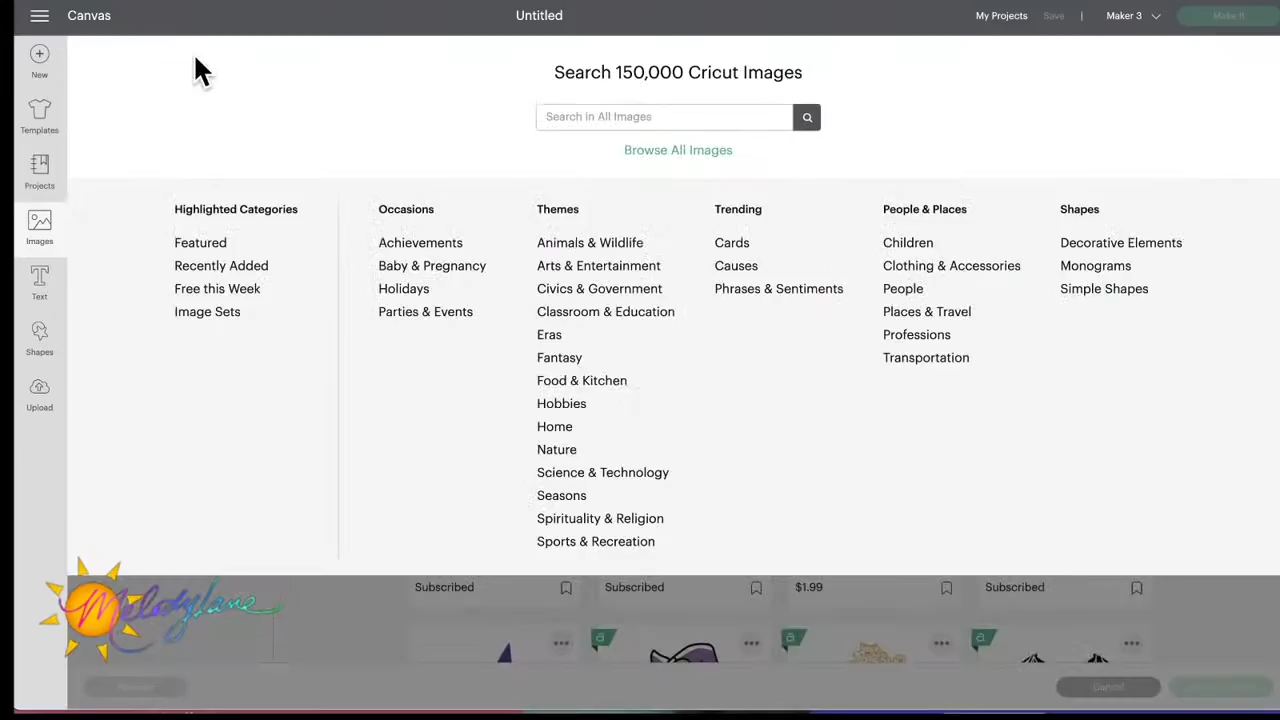 Canvas
Untitled
My Projects
Save
|
Maker 3
Make It
New
Templates
Projects
Images
Text
Shapes
Upload
Search 150,000 Cricut Images
Search in All Images
Browse All Images
Highlighted Categories
Featured
Recently Added
Free this Week
Image Sets
Occasions
Achievements
Baby & Pregnancy
Holidays
Parties & Events
Themes
Animals & Wildlife
Arts & Entertainment
Civics & Government
Classroom & Education
Eras
Fantasy
Food & Kitchen
Hobbies
Home
Nature
Science & Technology
Seasons
Spirituality & Religion
Sports & Recreation
Trending
Cards
Causes
Phrases & Sentiments
People & Places
Children
Clothing & Accessories
People
Places & Travel
Professions
Transportation
Shapes
Decorative Elements
Monograms
Simple Shapes
Subscribed
Subscribed
$1.99
Subscribed
MelodyLane
Cancel